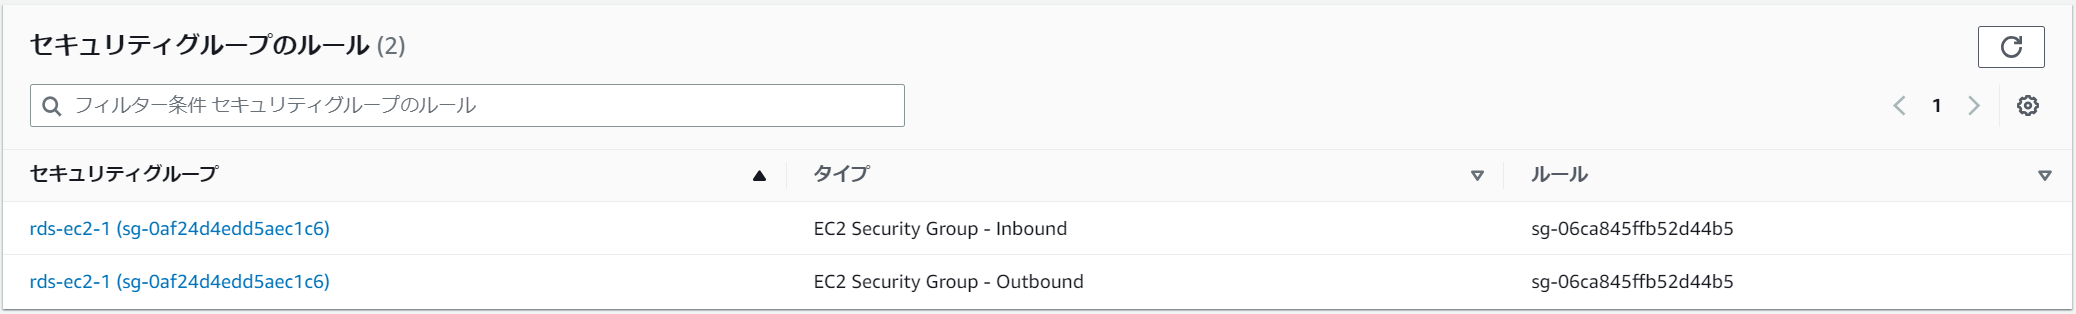 セキュリティグループのルール (2)
フィルター条件 セキュリティグループのルール
1
セキュリティグループ タイプ ルール
rds-ec2-1 (sg-0af24d4edd5aec1c6) EC2 Security Group - Inbound sg-06ca845ffb52d44b5
rds-ec2-1 (sg-0af24d4edd5aec1c6) EC2 Security Group - Outbound sg-06ca845ffb52d44b5